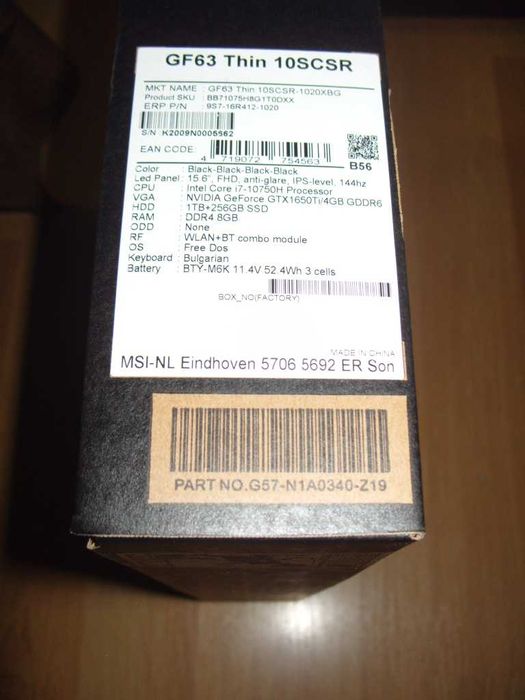 GF63 Thin 10SCSR
MKT NAME : GF63 Thin 10SCSR-1020XBG
Product SKU : BB71075H8G1T0DXX
ERP P/N : 9S7-16R412-1020
S/N: K2009N0005562
EAN CODE:
4 719072 754563
B56
Color : Black-Black-Black-Black
Led Panel : 15.6", FHD, anti-glare, IPS-level, 144hz
CPU : Intel Core i7-10750H Processor
VGA : NVIDIA GeForce GTX1650Ti/4GB GDDR6
HDD : 1TB+256GB SSD
RAM : DDR4 8GB
ODD : None
RF : WLAN+BT combo module
OS : Free Dos
Keyboard : Bulgarian
Battery : BTY-M6K 11.4V 52.4Wh 3 cells
BOX_NO(FACTORY)
MADE IN CHINA
MSI-NL Eindhoven 5706 5692 ER Son
PART NO.G57-N1A0340-Z19